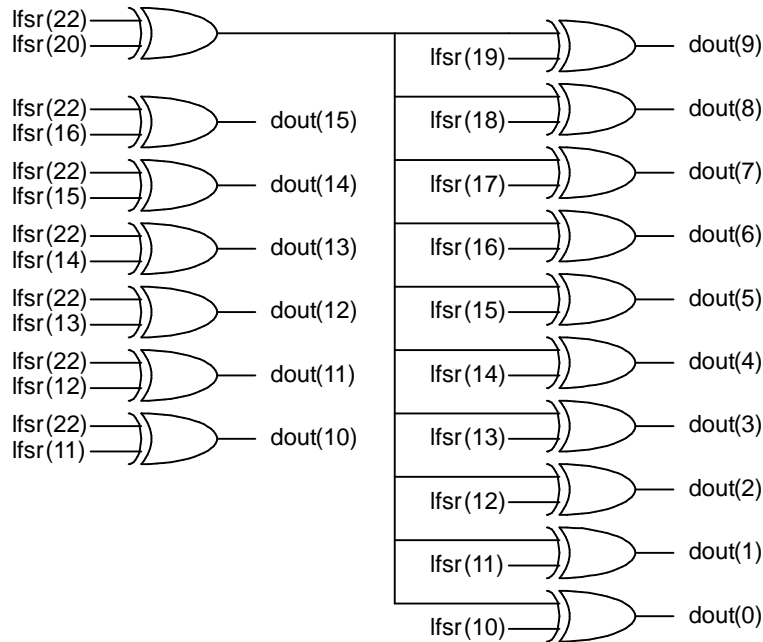 lfsr(22)
lfsr(20)
lfsr(22)
lfsr(16)
dout(15)
lfsr(22)
lfsr(15)
dout(14)
lfsr(22)
lfsr(14)
dout(13)
lfsr(22)
lfsr(13)
dout(12)
lfsr(22)
lfsr(12)
dout(11)
lfsr(22)
lfsr(11)
dout(10)
lfsr(19)
dout(9)
lfsr(18)
dout(8)
lfsr(17)
dout(7)
lfsr(16)
dout(6)
lfsr(15)
dout(5)
lfsr(14)
dout(4)
lfsr(13)
dout(3)
lfsr(12)
dout(2)
lfsr(11)
dout(1)
lfsr(10)
dout(0)